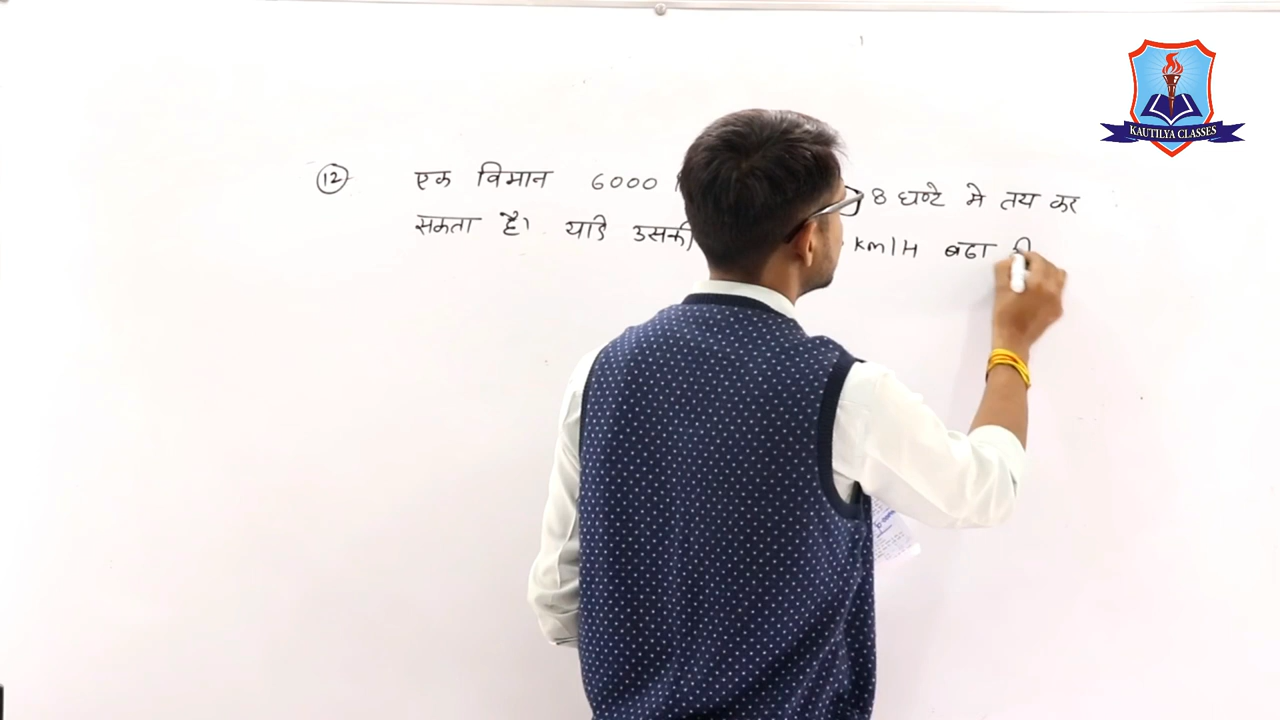 KAUTILYA CLASSES
12 एक विमान 6000 8 घण्टे मे तय कर
सकता है। यदि उसकी km/H बढा